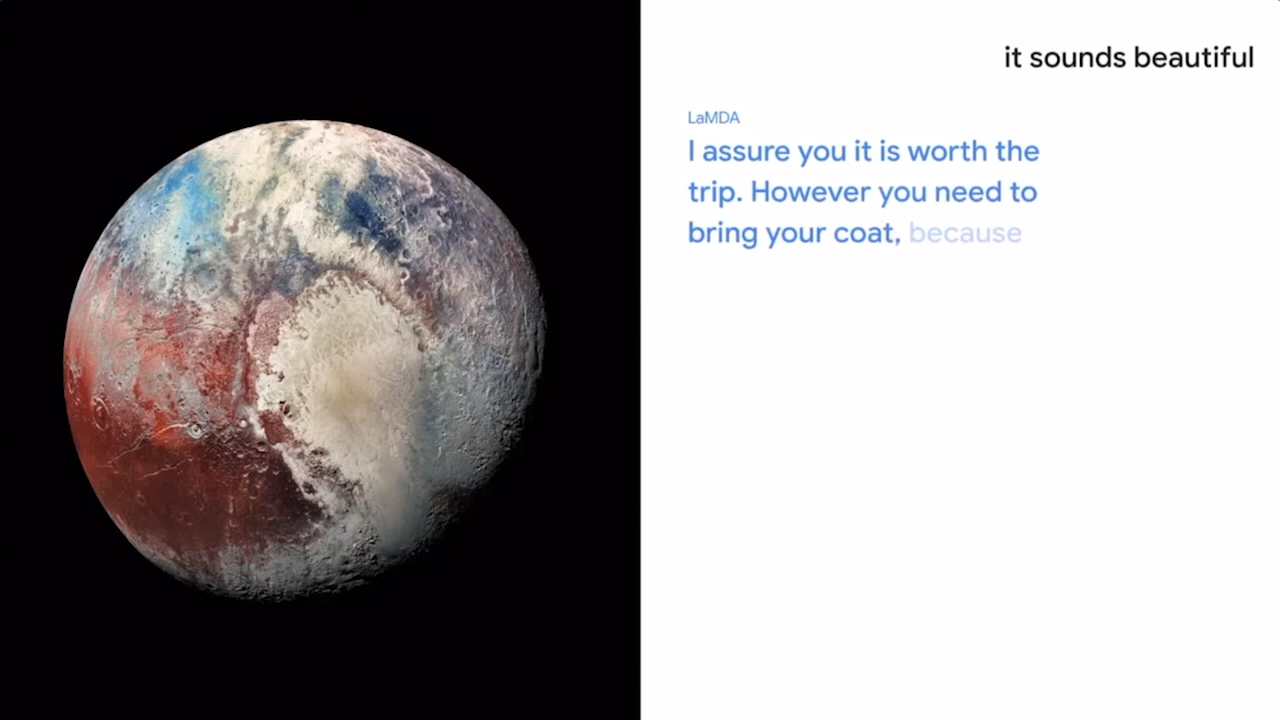 it sounds beautiful
LaMDA
I assure you it is worth the
trip. However you need to
bring your coat, because